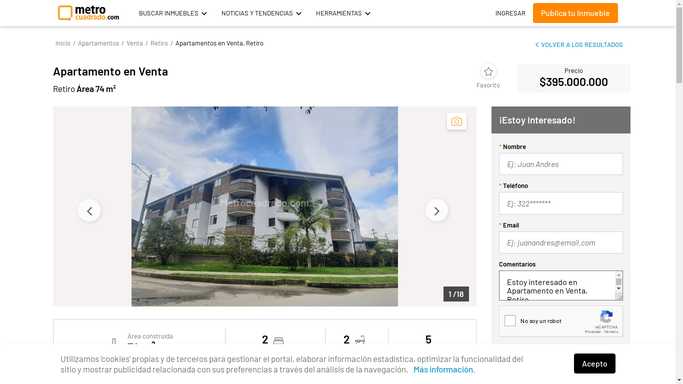 metro
cuadrado.com
BUSCAR INMUEBLES
NOTICIAS Y TENDENCIAS
HERRAMIENTAS
INGRESAR
Publica tu Inmueble
Inicio / Apartamentos / Venta / Retiro / Apartamentos en Venta, Retiro
VOLVER A LOS RESULTADOS
Apartamento en Venta
Retiro Área 74 m²
Favorito
Precio
$395.000.000
metrocuadrado.com
1 /18
¡Estoy Interesado!
* Nombre
Ej: Juan Andres
* Teléfono
Ej: 322*******
* Email
Ej: juanandres@email.com
Comentarios
Estoy interesado en
Apartamento en Venta,
Retiro
No soy un robot
reCAPTCHA
Privacidad - Términos
Área construida
2
2
5
Utilizamos 'cookies' propias y de terceros para gestionar el portal, elaborar información estadística, optimizar la funcionalidad del
sitio y mostrar publicidad relacionada con sus preferencias a través del análisis de la navegación. Más información.
Acepto